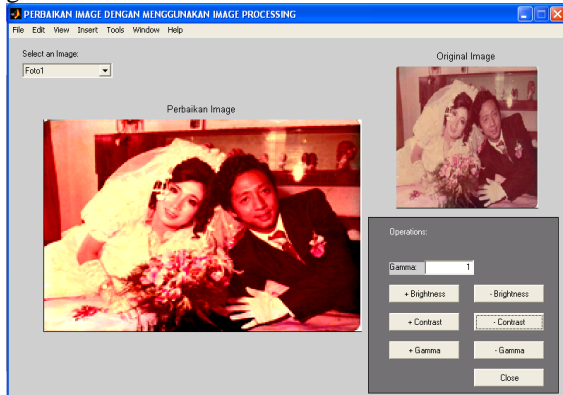 PERBAIKAN IMAGE DENGAN MENGGUNAKAN IMAGE PROCESSING
File Edit View Insert Tools Window Help
Select an Image:
Foto1
Original Image
Perbaikan Image
Operations:
Gamma: 1
+ Brightness - Brightness
+ Contrast - Contrast
+ Gamma - Gamma
Close